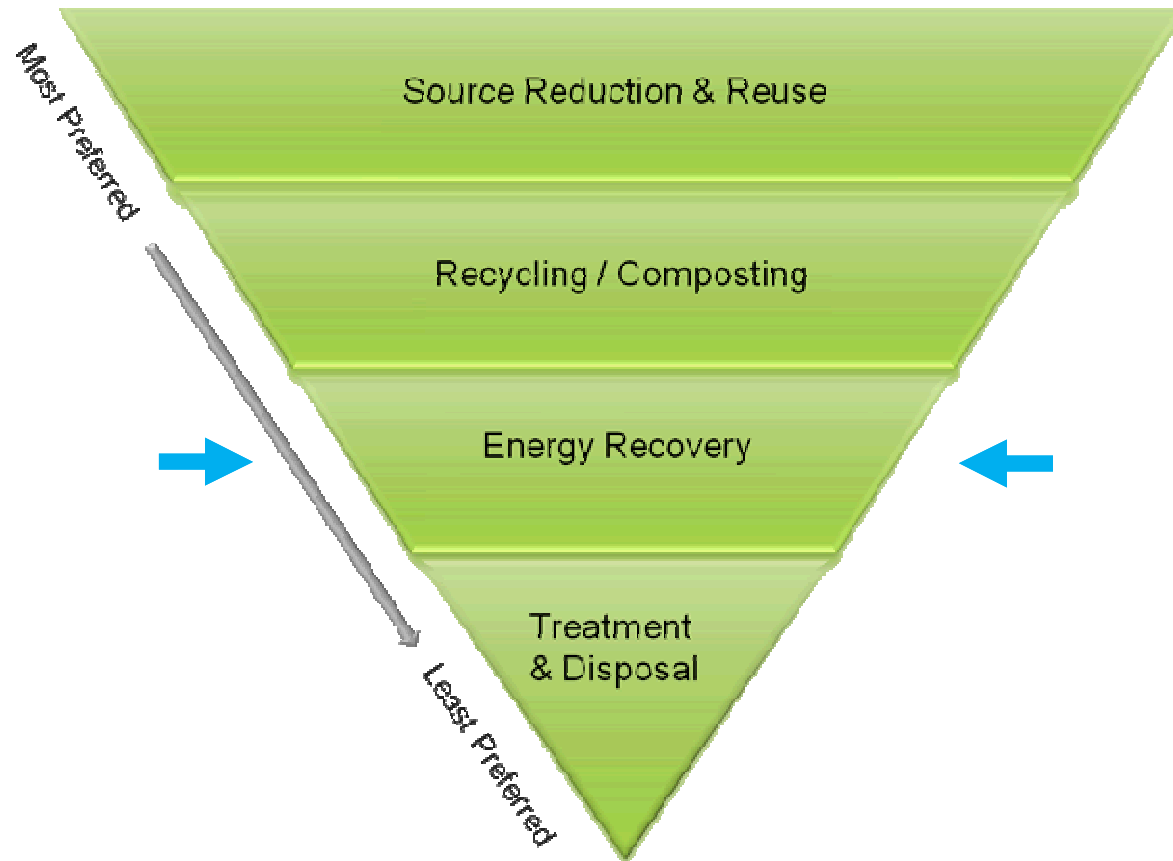 Most Preferred
Source Reduction & Reuse
Recycling / Composting
Energy Recovery
Treatment
& Disposal
Least Preferred